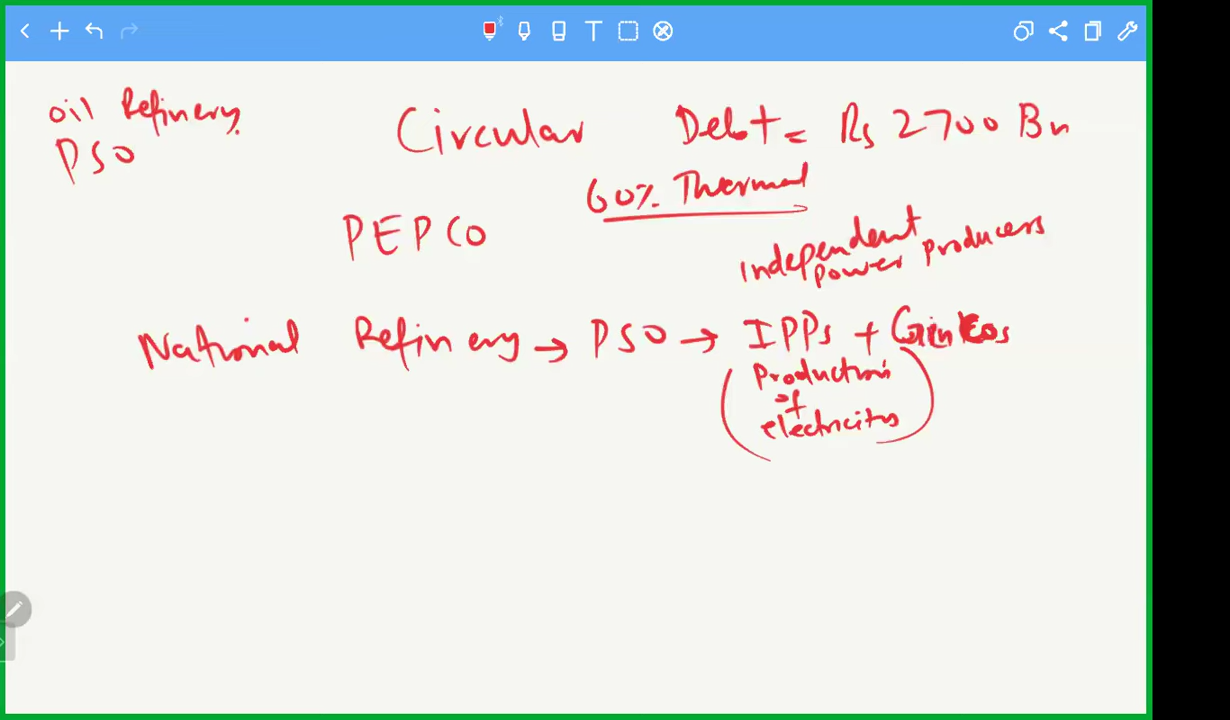 oil Refinery
PSO
Circular Debt = Rs 2700 Bn
60% Thermal
PEPCO
independent
power producers
National Refinery → PSO → IPPs + Genkos
Production
of
electricity
T